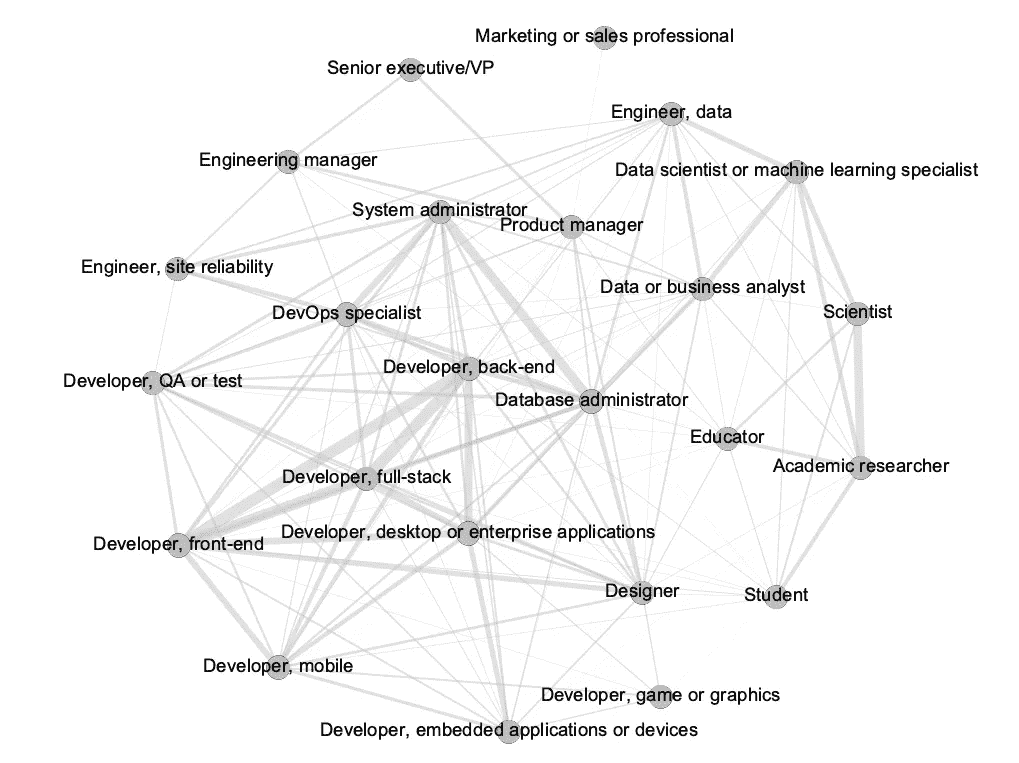 Marketing or sales professional
Senior executive/VP
Engineer, data
Engineering manager
Data scientist or machine learning specialist
System administrator
Product manager
Engineer, site reliability
Data or business analyst
DevOps specialist
Scientist
Developer, back-end
Developer, QA or test
Database administrator
Educator
Academic researcher
Developer, full-stack
Developer, desktop or enterprise applications
Developer, front-end
Designer
Student
Developer, mobile
Developer, game or graphics
Developer, embedded applications or devices